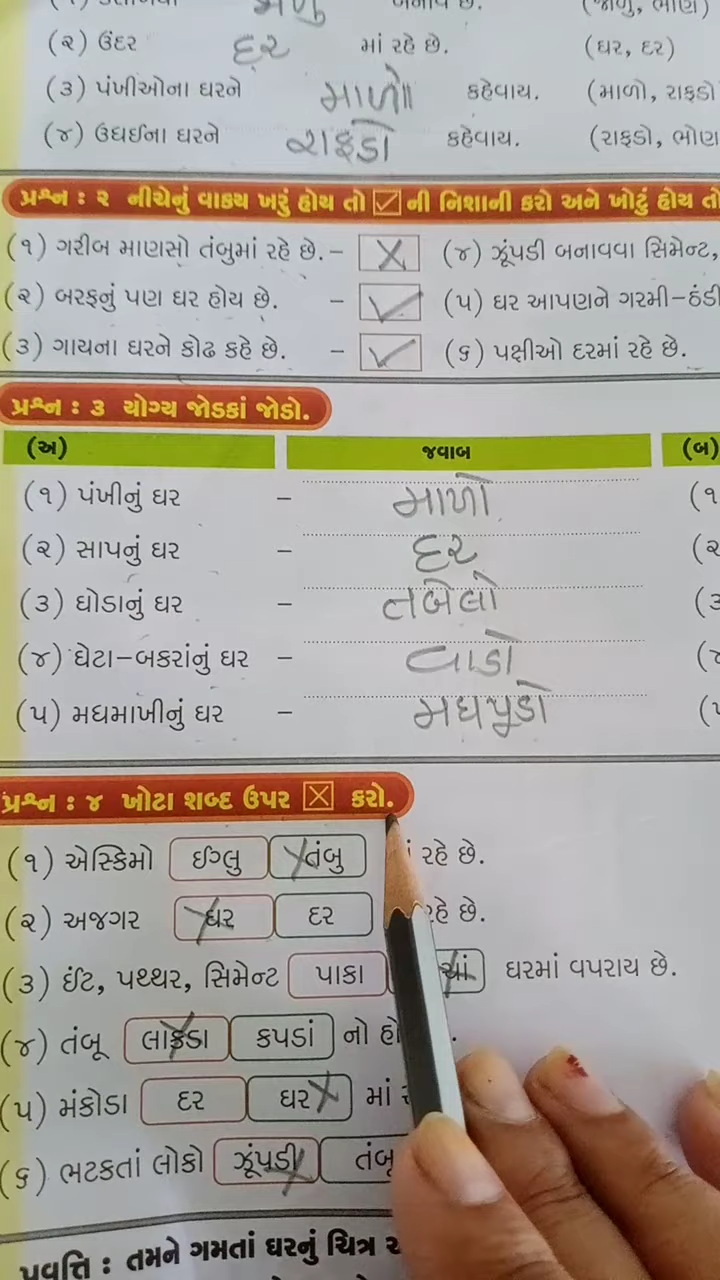 (૨) ઉંદર દર માં રહે છે. (ઘર, દર)
(૩) પંખીઓના ઘરને માળો કહેવાય. (માળો, રાફડો
(૪) ઉધઈના ઘરને રાફડો કહેવાય. (રાફડો, ભોણ
પ્રશ્ન : ૨ નીચેનું વાક્ય ખરું હોય તો ☑ ની નિશાની કરો અને ખોટું હોય તો
(૧) ગરીબ માણસો તંબુમાં રહે છે. – ☒ (૪) ઝૂંપડી બનાવવા સિમેન્ટ,
(૨) બરફનું પણ ઘર હોય છે. – ☑ (૫) ઘર આપણને ગરમી-ઠંડી
(૩) ગાયના ઘરને કોઢ કહે છે. – ☑ (૬) પક્ષીઓ દરમાં રહે છે.
પ્રશ્ન : ૩ યોગ્ય જોડકાં જોડો.
(અ) જવાબ (બ)
(૧) પંખીનું ઘર – માળો (૧
(૨) સાપનું ઘર – દર (૨
(૩) ઘોડાનું ઘર – તબેલો (૩
(૪) ઘેટા-બકરાંનું ઘર – વાડો (૪
(૫) મધમાખીનું ઘર – મધપૂડો (૫
પ્રશ્ન : ૪ ખોટા શબ્દ ઉપર ☒ કરો.
(૧) એસ્કિમો ઈગ્લુ તંબુ રહે છે.
(૨) અજગર ઘર દર રહે છે.
(૩) ઈંટ, પથ્થર, સિમેન્ટ પાકા ઘરમાં વપરાય છે.
(૪) તંબૂ લાકડા કપડાં નો
(૫) મંકોડા દર ઘર માં
(૬) ભટકતાં લોકો ઝૂંપડી તંબૂ
પ્રવૃત્તિ : તમને ગમતાં ઘરનું ચિત્ર